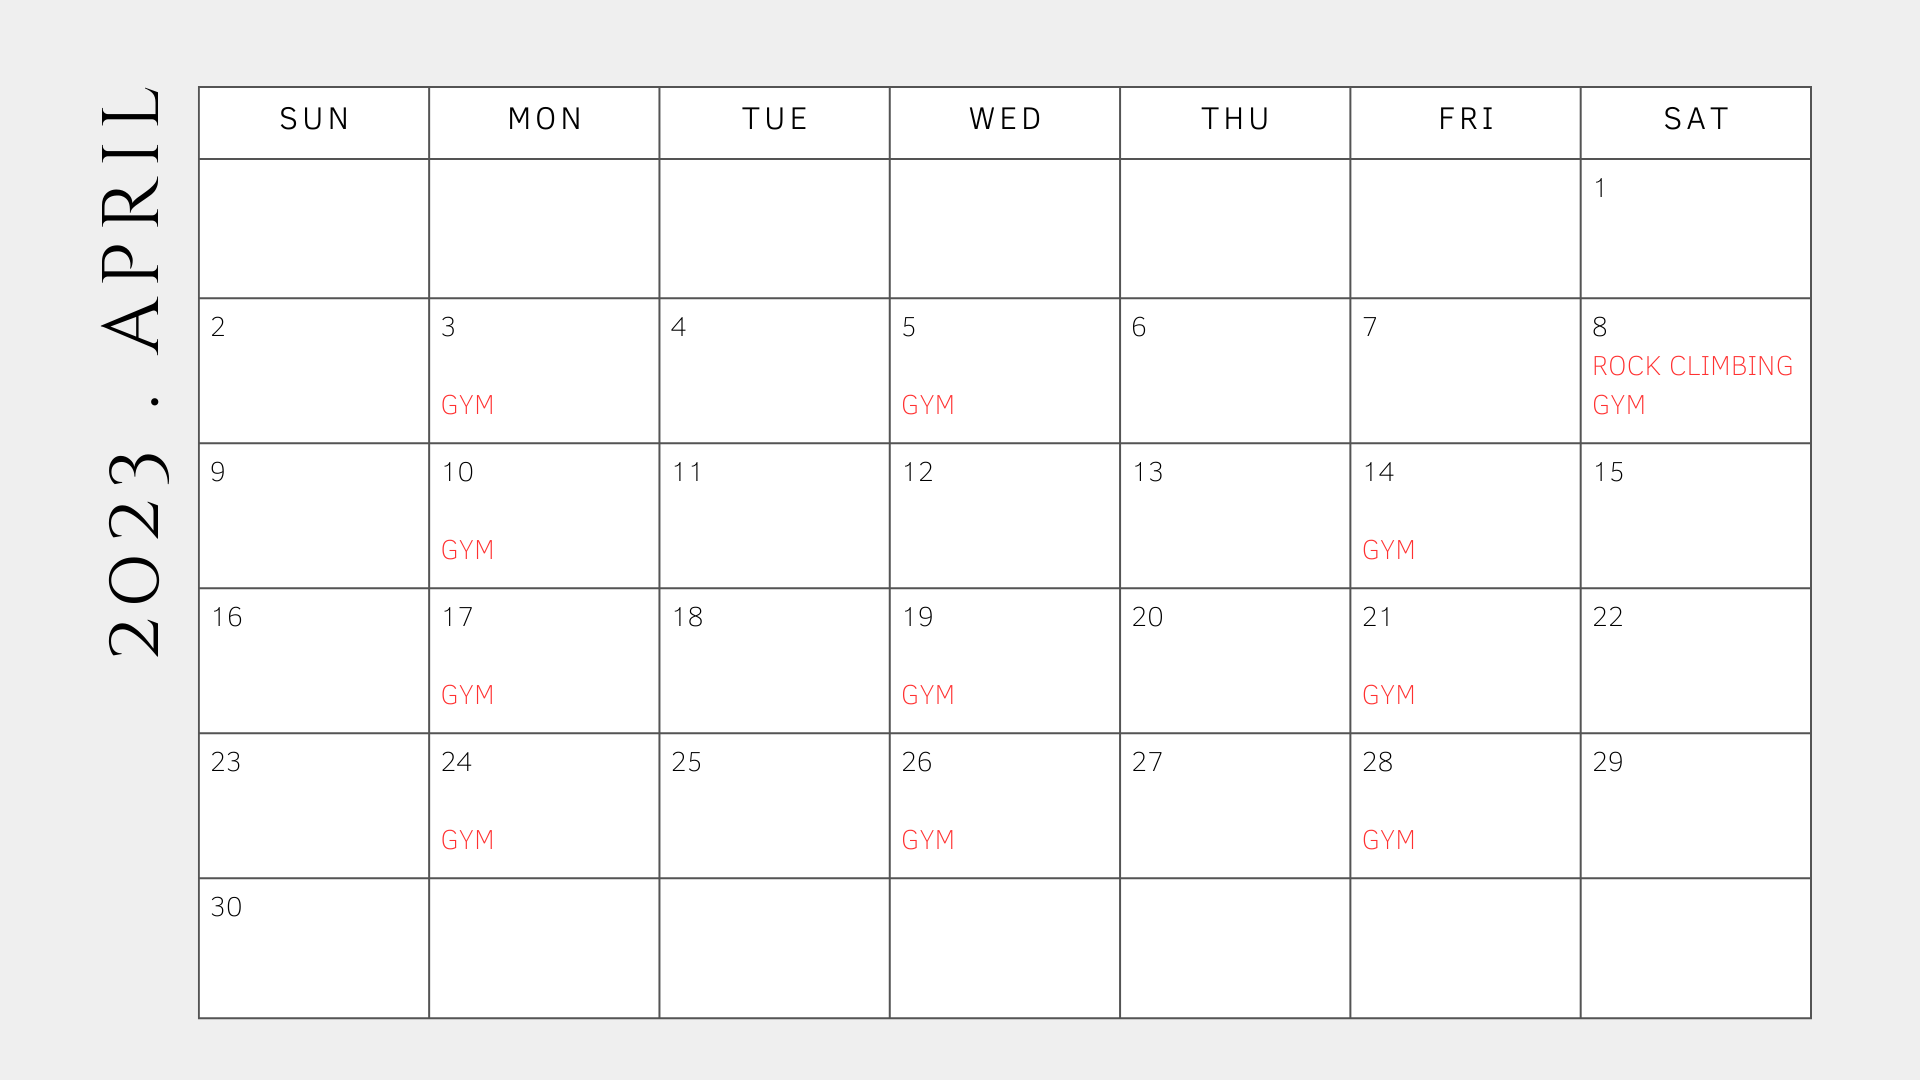 2023 . APRIL
SUN MON TUE WED THU FRI SAT
1
2 3 4 5 6 7 8
ROCK CLIMBING
GYM GYM GYM
9 10 11 12 13 14 15
GYM GYM
16 17 18 19 20 21 22
GYM GYM GYM
23 24 25 26 27 28 29
GYM GYM GYM
30